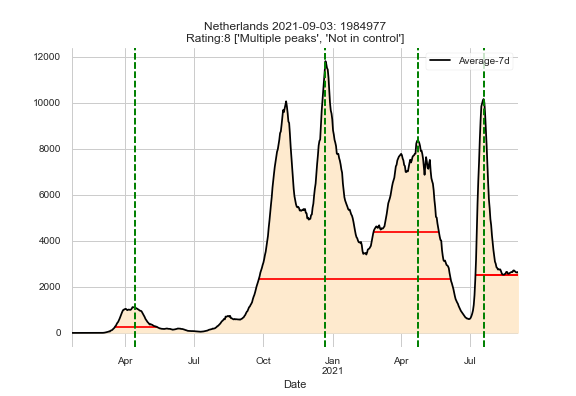 Netherlands 2021-09-03: 1984977
Rating:8 ['Multiple peaks', 'Not in control']
Average-7d
12000
10000
8000
6000
4000
2000
0
Apr Jul Oct Jan Apr Jul
2021
Date